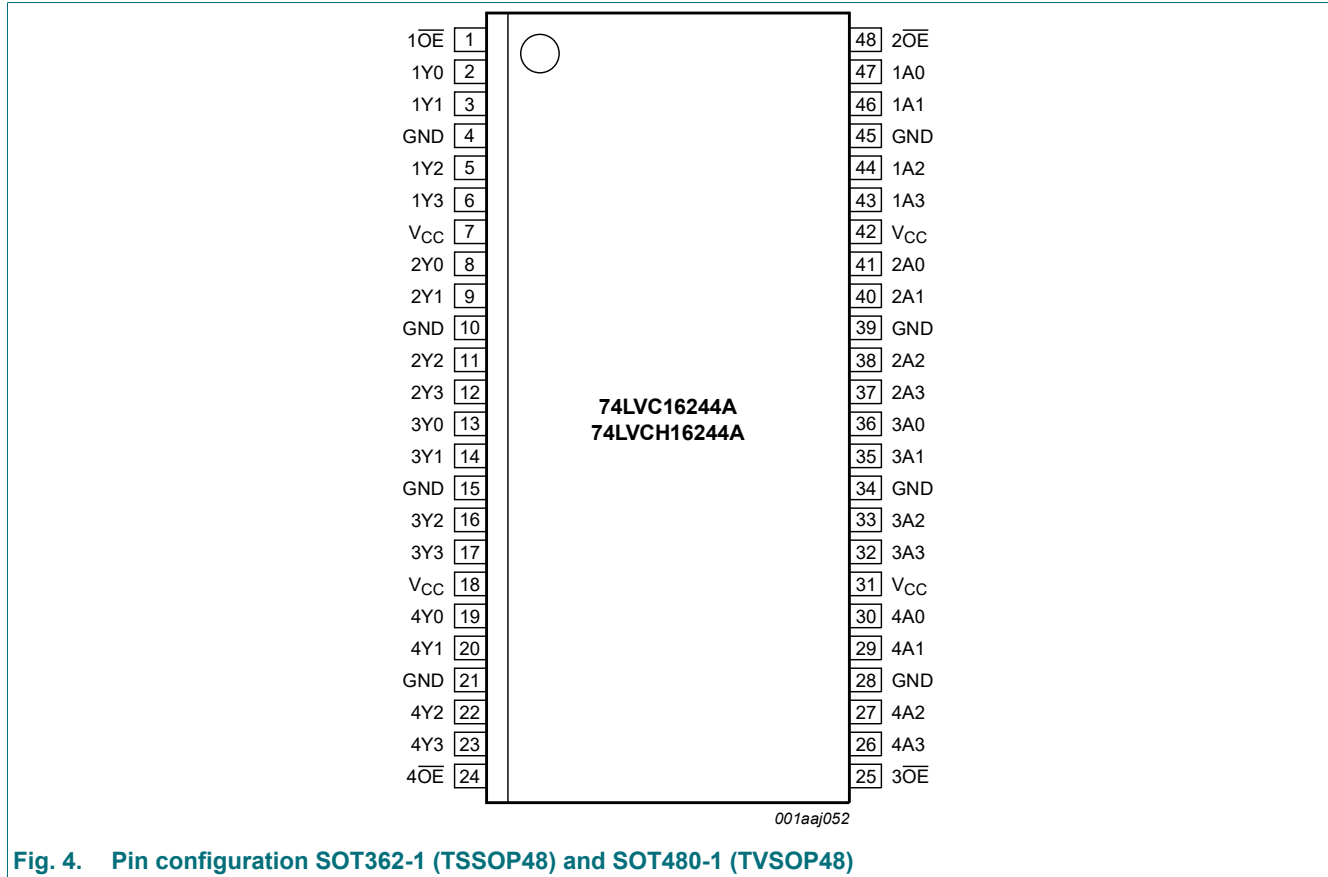 1O̅E̅ 1 48 2O̅E̅
1Y0 2 47 1A0
1Y1 3 46 1A1
GND 4 45 GND
1Y2 5 44 1A2
1Y3 6 43 1A3
VCC 7 42 VCC
2Y0 8 41 2A0
2Y1 9 40 2A1
GND 10 39 GND
2Y2 11 38 2A2
2Y3 12 37 2A3
74LVC16244A
74LVCH16244A
3Y0 13 36 3A0
3Y1 14 35 3A1
GND 15 34 GND
3Y2 16 33 3A2
3Y3 17 32 3A3
VCC 18 31 VCC
4Y0 19 30 4A0
4Y1 20 29 4A1
GND 21 28 GND
4Y2 22 27 4A2
4Y3 23 26 4A3
4O̅E̅ 24 25 3O̅E̅
001aaj052
Fig. 4. Pin configuration SOT362-1 (TSSOP48) and SOT480-1 (TVSOP48)